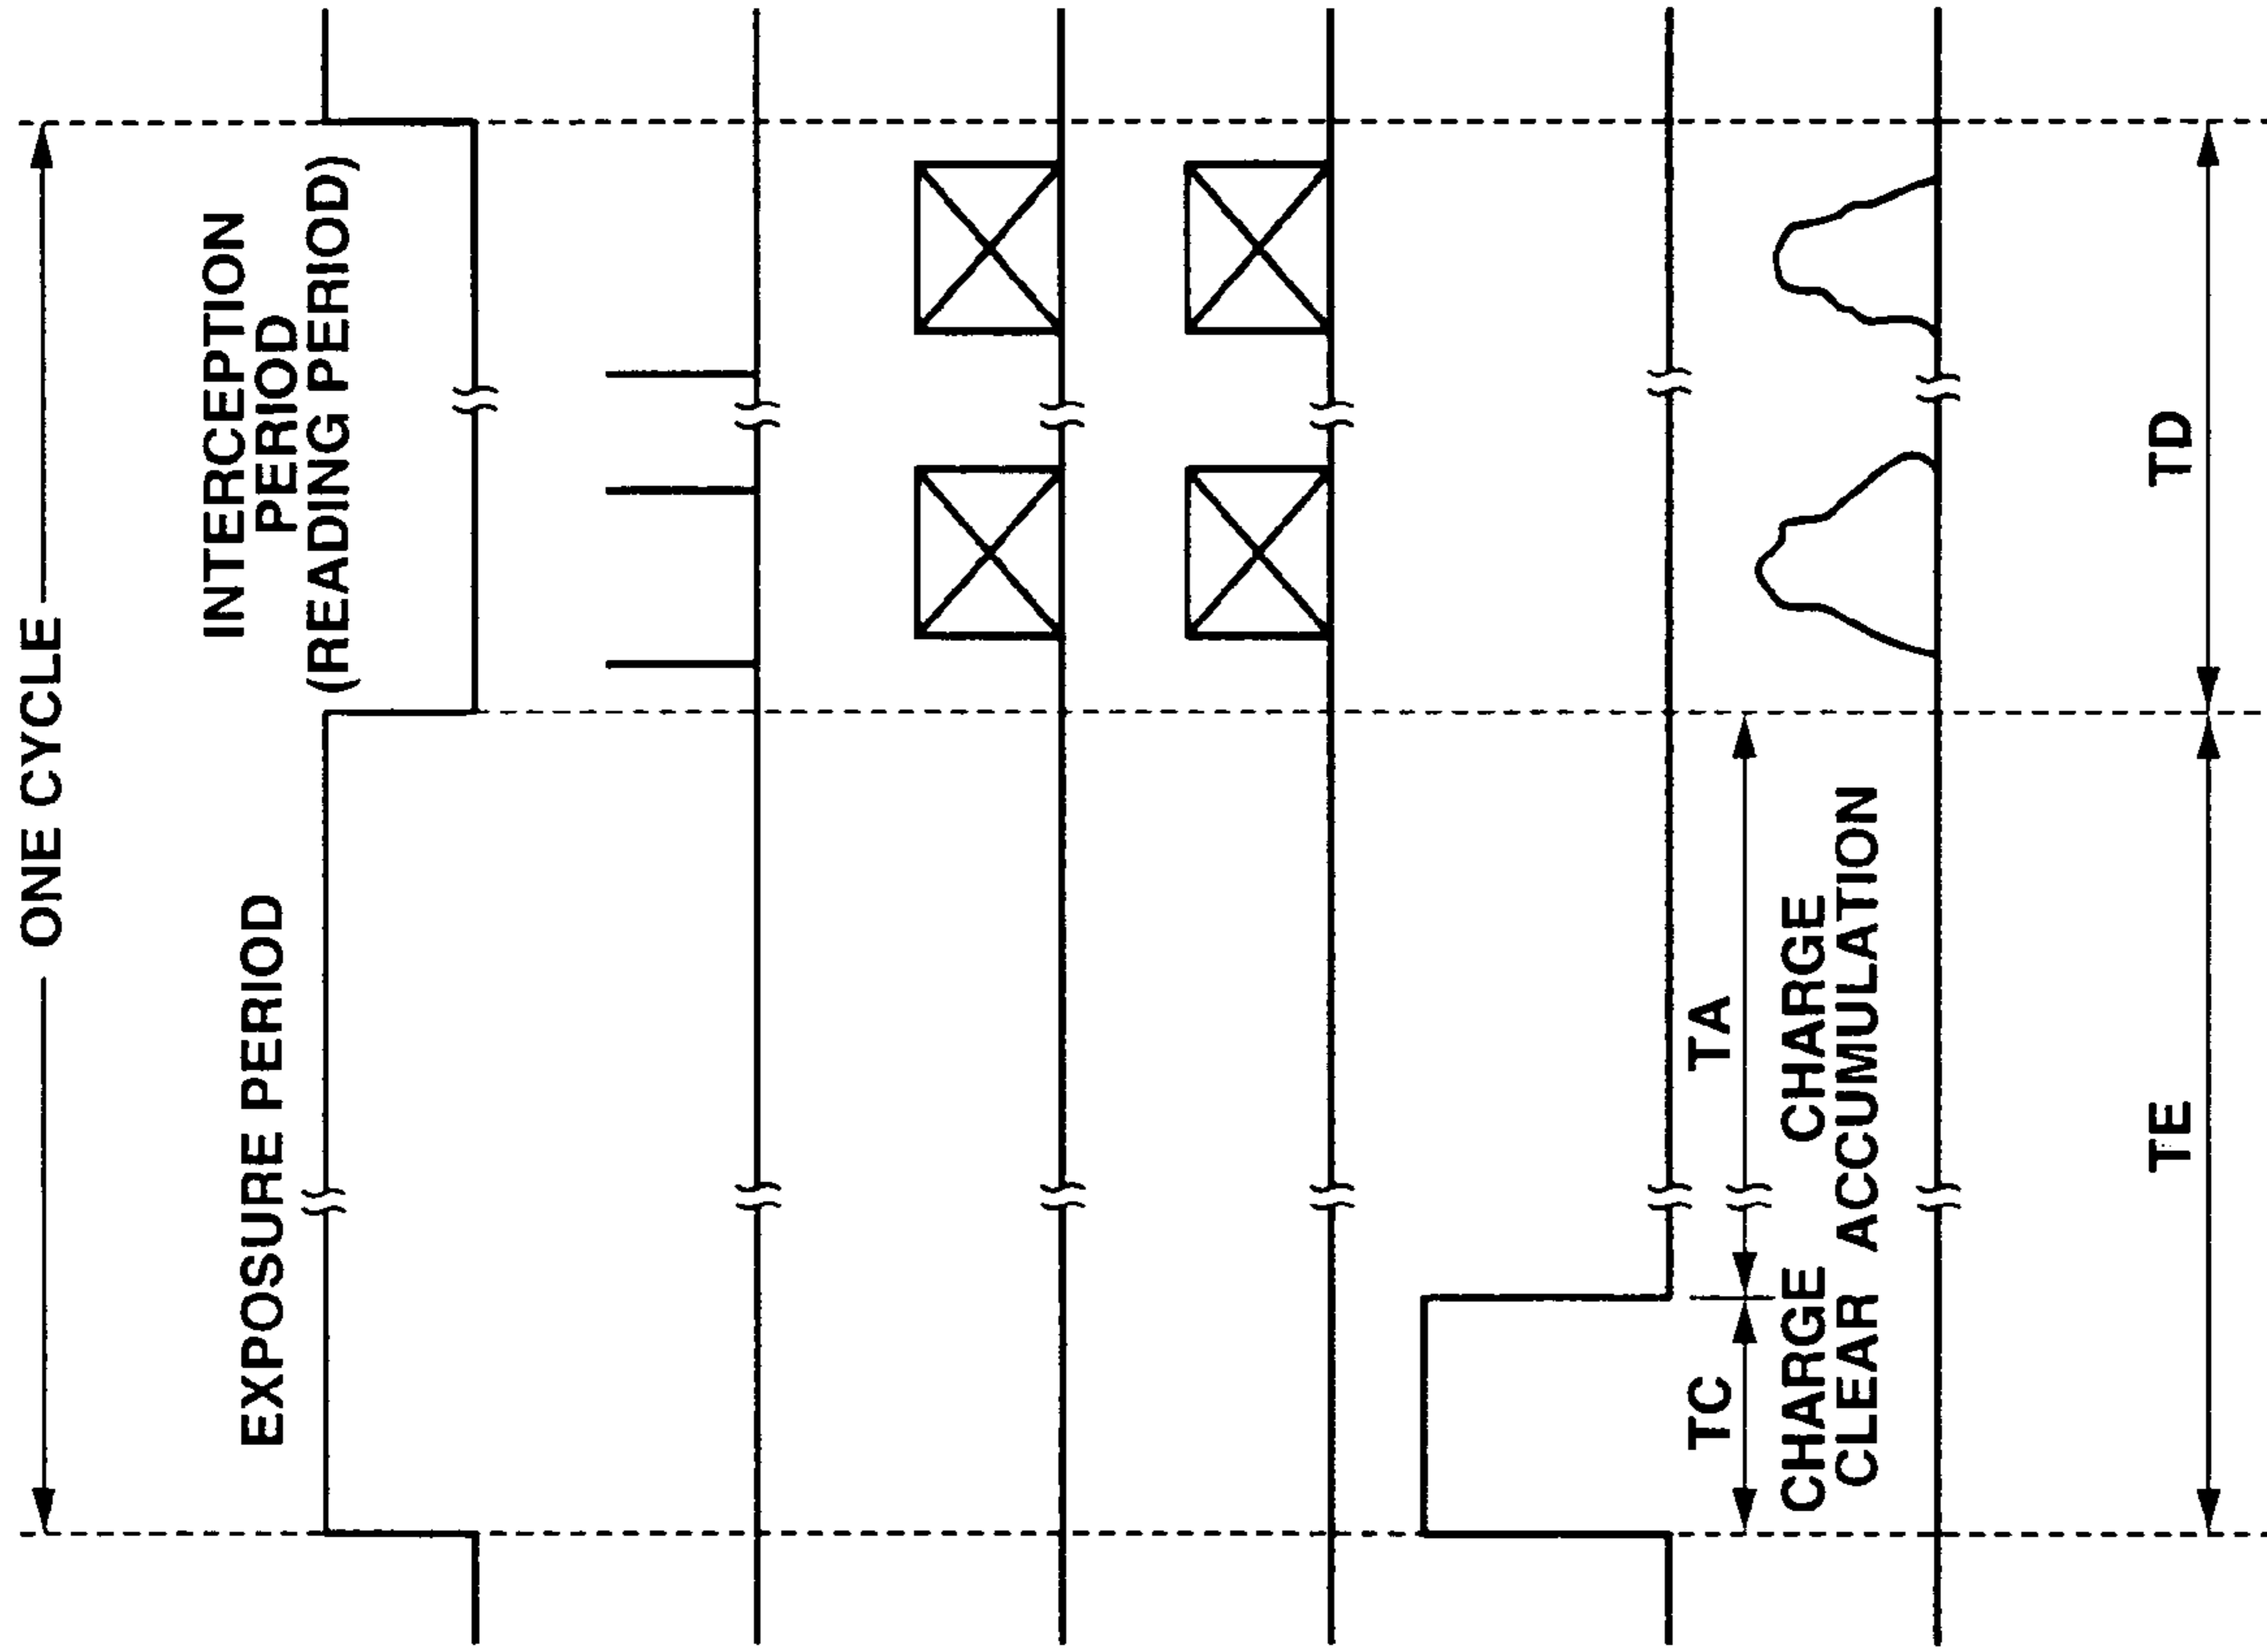 ONE CYCLE
EXPOSURE PERIOD
INTERCEPTION
PERIOD
(READING PERIOD)
TC
TA
CHARGE
CLEAR
CHARGE
ACCUMULATION
TE
TD